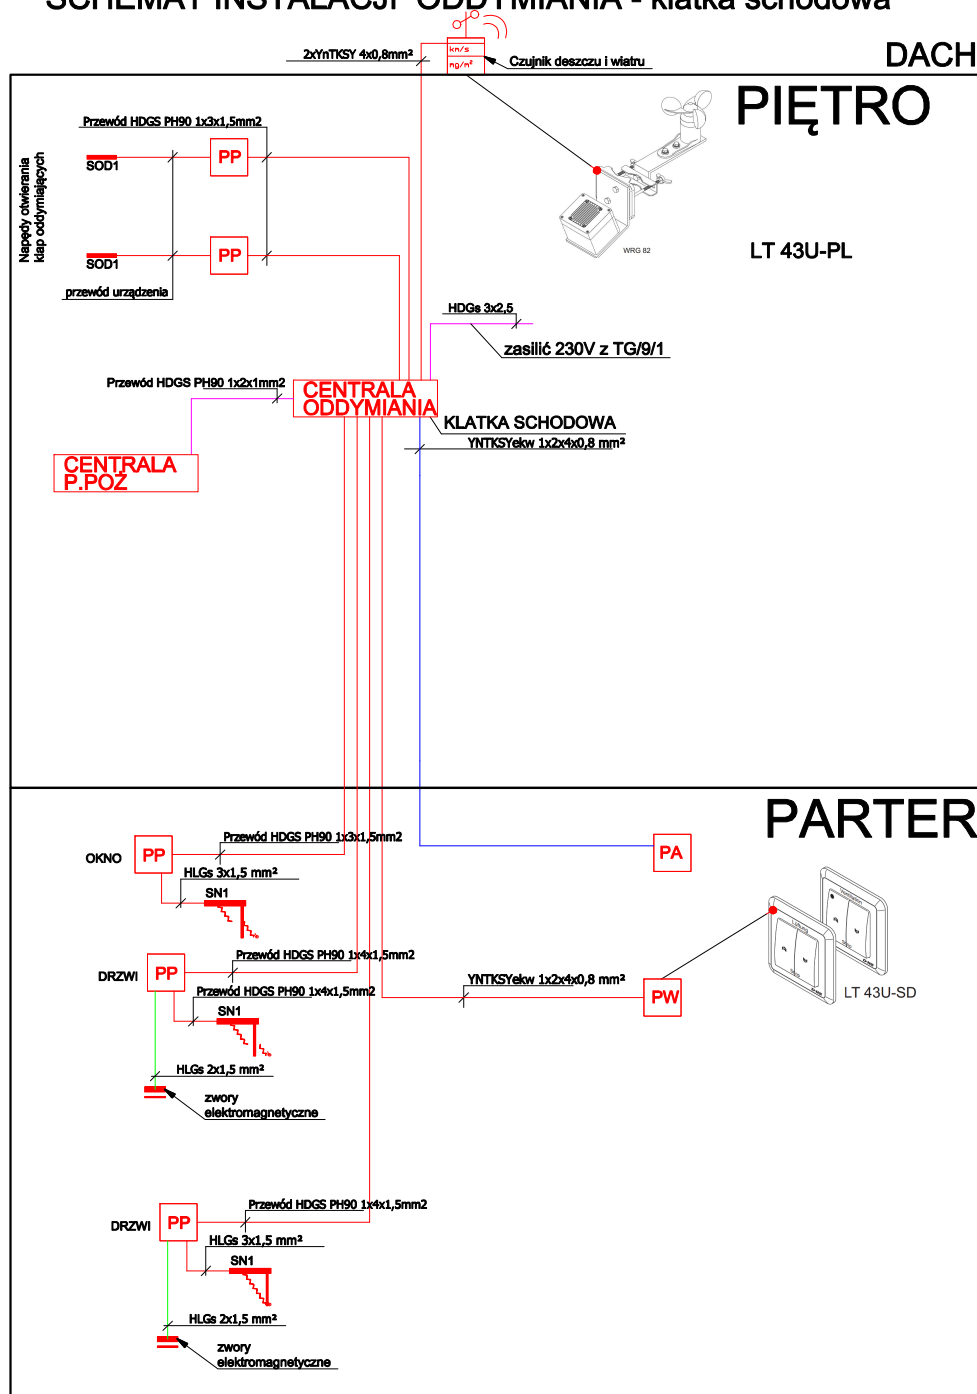 SCHEMAT INSTALACJI ODDYMIANIA - klatka schodowa
DACH
2xYnTKSY 4x0,8mm²
km/s
mg/m²
Czujnik deszczu i wiatru
PIĘTRO
Przewód HDGS PH90 1x3x1,5mm2
Napędy otwierania
klap oddymiających
SOD1
PP
SOD1
PP
przewód urządzenia
WRG 82
LT 43U-PL
HDGs 3x2,5
zasilić 230V z TG/9/1
Przewód HDGS PH90 1x2x1mm2
CENTRALA
ODDYMIANIA
KLATKA SCHODOWA
YNTKSYekw 1x2x4x0,8 mm²
CENTRALA
P.POŻ
PARTER
Przewód HDGS PH90 1x3x1,5mm2
OKNO
PP
PA
HLGs 3x1,5 mm²
SN1
Przewód HDGS PH90 1x4x1,5mm2
DRZWI
PP
YNTKSYekw 1x2x4x0,8 mm²
PW
Przewód HDGS PH90 1x4x1,5mm2
SN1
LT 43U-SD
HLGs 2x1,5 mm²
zwory
elektromagnetyczne
Przewód HDGS PH90 1x4x1,5mm2
DRZWI
PP
HLGs 3x1,5 mm²
SN1
HLGs 2x1,5 mm²
zwory
elektromagnetyczne